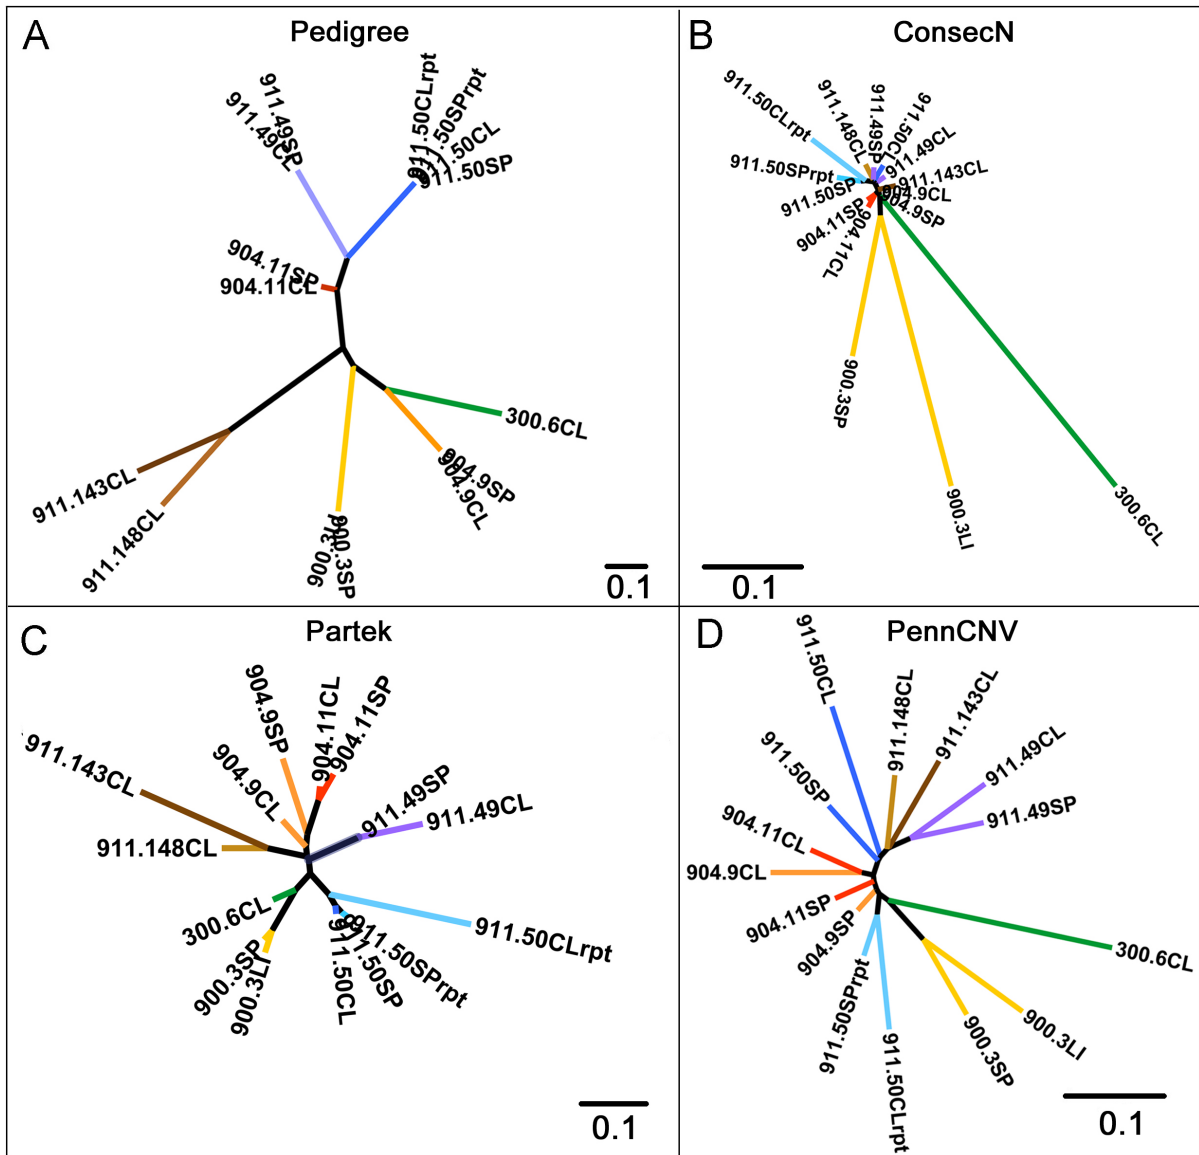 A
Pedigree
911.49SP
911.49CL
911.50CLrpt
911.50SPrpt
911.50CL
911.50SP
904.11SP
904.11CL
300.6CL
904.9SP
904.9CL
900.3LI
900.3SP
911.143CL
911.148CL
0.1
B
ConsecN
911.50CLrpt
911.148CL
911.49SP
911.50CL
911.49CL
911.143CL
911.50SPrpt
911.50SP
904.9CL
904.9SP
904.11SP
904.11CL
900.3SP
900.3LI
300.6CL
0.1
C
Partek
904.9SP
904.11CL
904.11SP
904.9CL
911.143CL
911.148CL
911.49SP
911.49CL
300.6CL
900.3SP
900.3LI
911.50CL
911.50SP
911.50SPrpt
911.50CLrpt
0.1
D
PennCNV
911.50CL
911.148CL
911.143CL
911.50SP
911.49CL
911.49SP
904.11CL
904.9CL
904.11SP
904.9SP
911.50SPrpt
911.50CLrpt
900.3SP
900.3LI
300.6CL
0.1